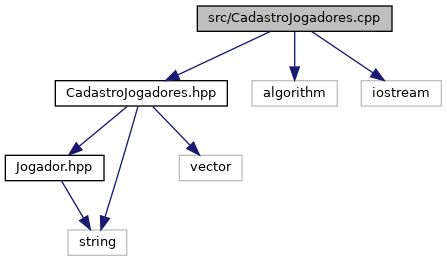 src/CadastroJogadores.cpp
CadastroJogadores.hpp
algorithm
iostream
Jogador.hpp
vector
string